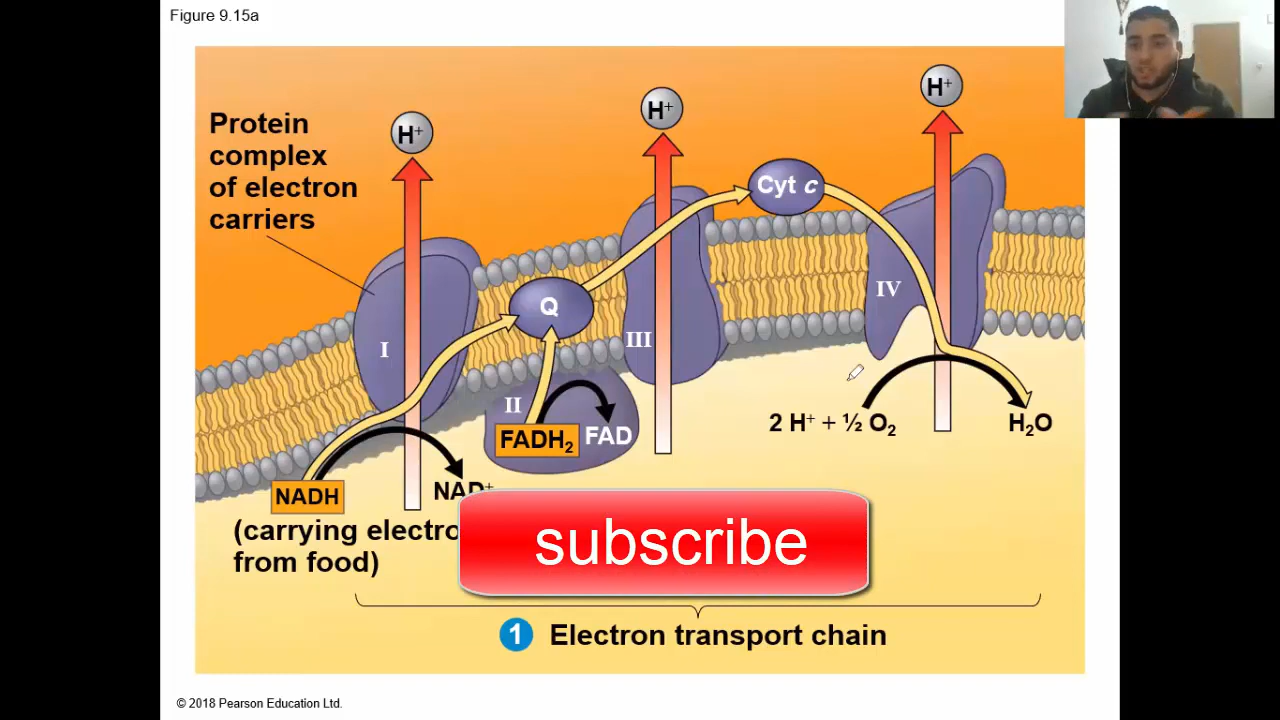 Figure 9.15a
Protein
complex
of electron
carriers
H⁺
H⁺
H⁺
Cyt c
Q
I
II
III
IV
FADH₂
FAD
2 H⁺ + ½ O₂
H₂O
NADH
NAD⁺
(carrying electro
from food)
subscribe
1 Electron transport chain
© 2018 Pearson Education Ltd.